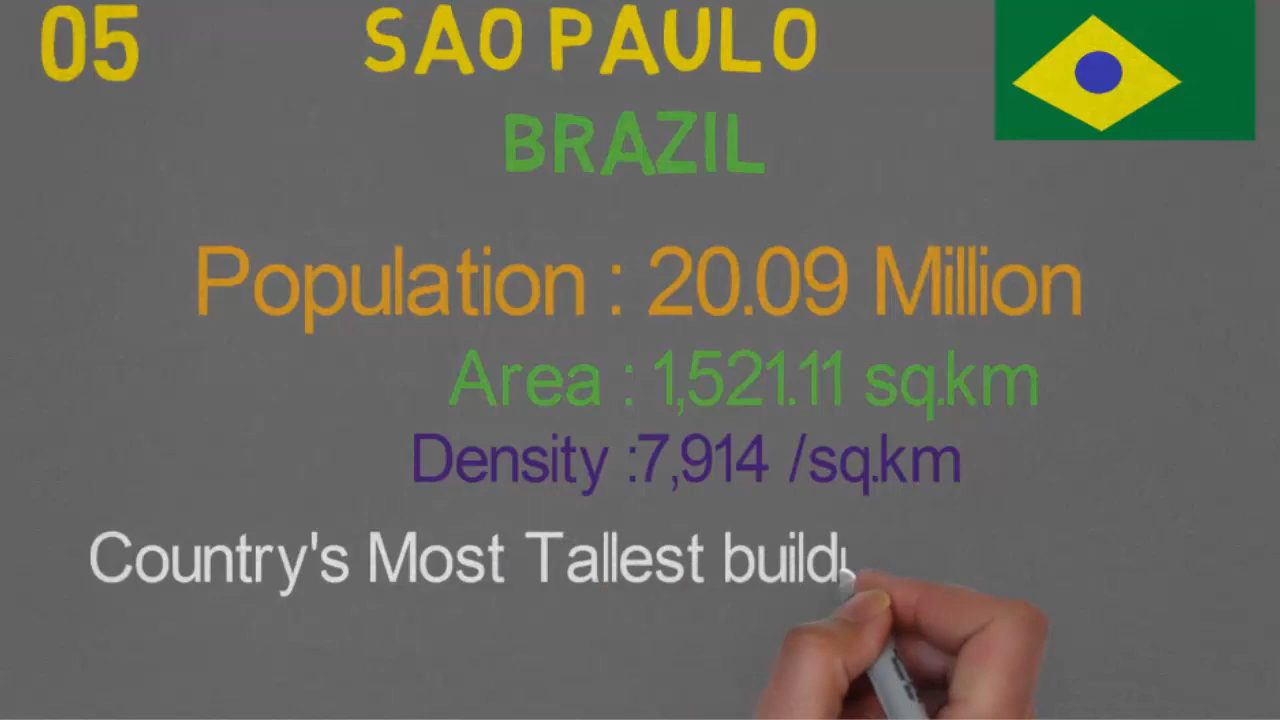 05
SAO PAULO
BRAZIL
Population : 20.09 Million
Area : 1,521.11 sq.km
Density :7,914 /sq.km
Country's Most Tallest build